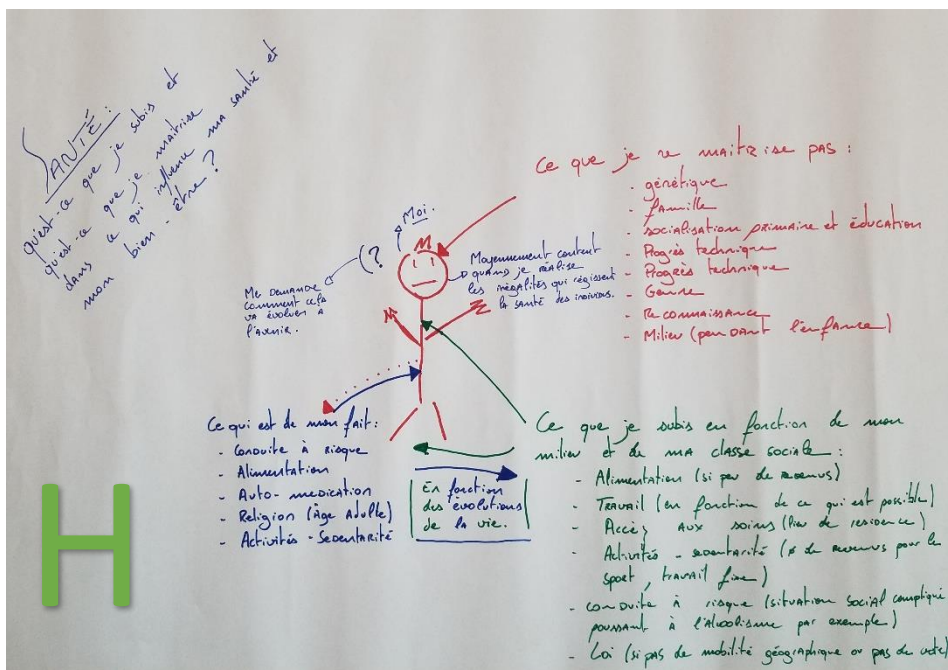 SANTÉ :
qu'est-ce que je subis et
qu'est-ce que je maitrise
dans ce qui influence ma santé et
mon bien-être ?
Ce que je ne maitrise pas :
- génétique
- famille
- socialisation primaire et éducation
- Progrès technique
- Progrès technique
- Genre
- Reconnaissance
- Milieu (pendant l'enfance)
Moi.
(?
Me demande
comment cela
va évoluer à
l'avenir.
Moyennement content
quand je réalise
les inégalités qui régissent
la santé des individus.
Ce qui est de mon fait :
- conduite à risque
- Alimentation
- Auto-medication
- Religion (Âge Adulte)
- Activités - Sedentarité
En fonction
des évolutions
de la vie.
Ce que je subis en fonction de mon
milieu et de ma classe sociale :
- Alimentation (si peu de revenus)
- Travail (en fonction de ce qui est possible)
- Accès aux soins (lieu de residence)
- Activités - sedentarité (de revenus pour le
sport, travail fixe)
- conduite à risque (situation social compliqué
poussant à l'alcoolisme par exemple)
- Loi (si pas de mobilité géographique ou pas de vote)
H